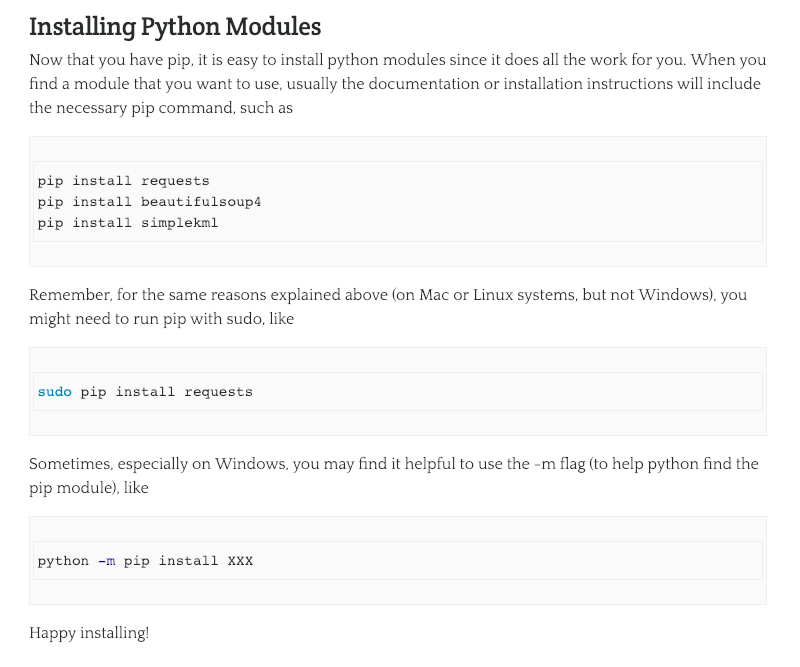 Installing Python Modules
Now that you have pip, it is easy to install python modules since it does all the work for you. When you
find a module that you want to use, usually the documentation or installation instructions will include
the necessary pip command, such as
pip install requests
pip install beautifulsoup4
pip install simplekml
Remember, for the same reasons explained above (on Mac or Linux systems, but not Windows), you
might need to run pip with sudo, like
sudo pip install requests
Sometimes, especially on Windows, you may find it helpful to use the -m flag (to help python find the
pip module), like
python -m pip install XXX
Happy installing!